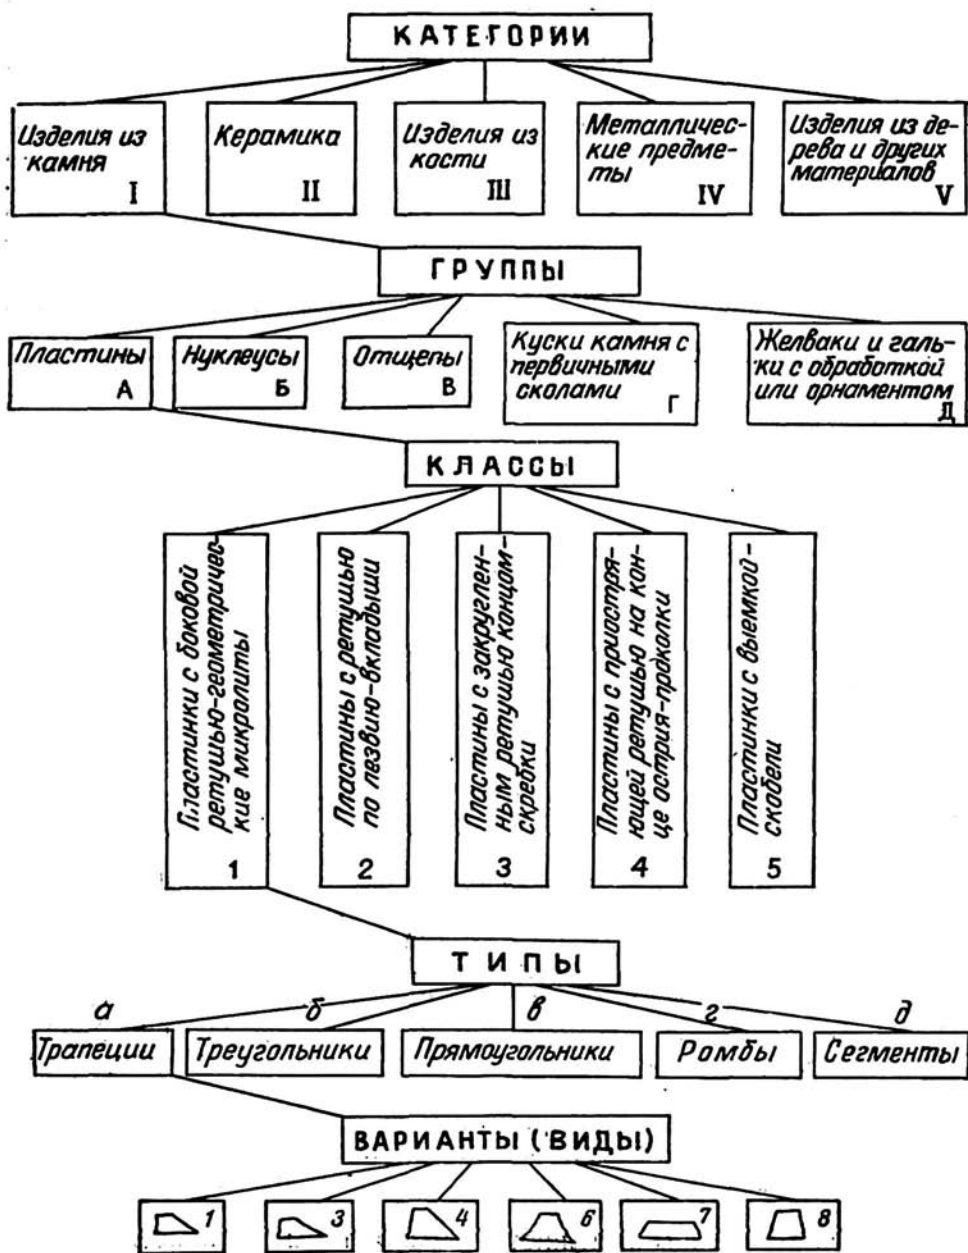 КАТЕГОРИИ
Изделия из
камня
I
Керамика
II
Изделия из
кости
III
Металличес-
кие предме-
ты
IV
Изделия из де-
рева и других
материалов
V
ГРУППЫ
Пластины
А
Нуклеусы
Б
Отщепы
В
Куски камня с
первичными
сколами
Г
Желваки и галь-
ки с обработкой
или орнаментом
Д
КЛАССЫ
Пластинки с боковой
ретушью-геометричес-
кие микролиты
1
Пластины с ретушью
по лезвию-вкладыши
2
Пластины с закруглен-
ным ретушью концом-
скребки
3
Пластины с приостря-
ющей ретушью на кон-
це острия-проколки
4
Пластинки с выемкой-
скобели
5
ТИПЫ
а
б
в
г
д
Трапеции
Треугольники
Прямоугольники
Ромбы
Сегменты
ВАРИАНТЫ (ВИДЫ)
1
3
4
6
7
8